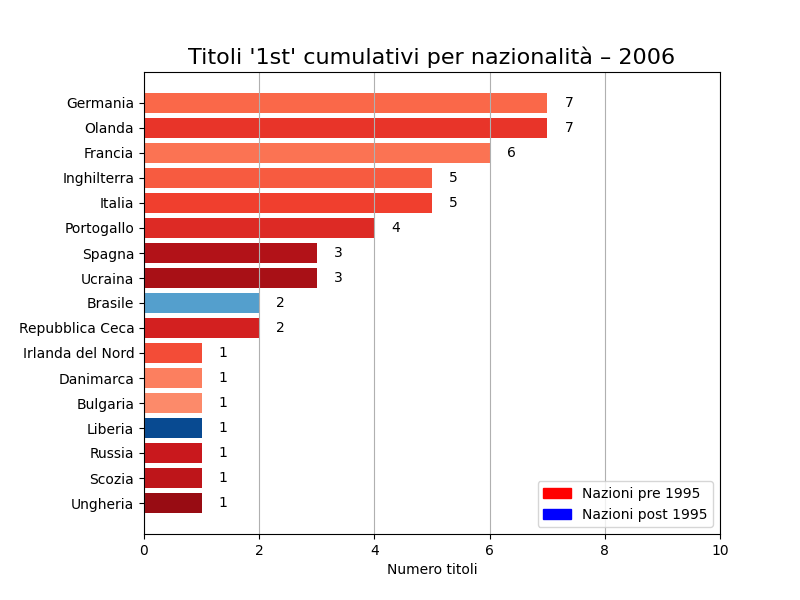 Titoli '1st' cumulativi per nazionalità – 2006
Germania 7
Olanda 7
Francia 6
Inghilterra 5
Italia 5
Portogallo 4
Spagna 3
Ucraina 3
Brasile 2
Repubblica Ceca 2
Irlanda del Nord 1
Danimarca 1
Bulgaria 1
Liberia 1
Russia 1
Scozia 1
Ungheria 1
Nazioni pre 1995
Nazioni post 1995
0 2 4 6 8 10
Numero titoli